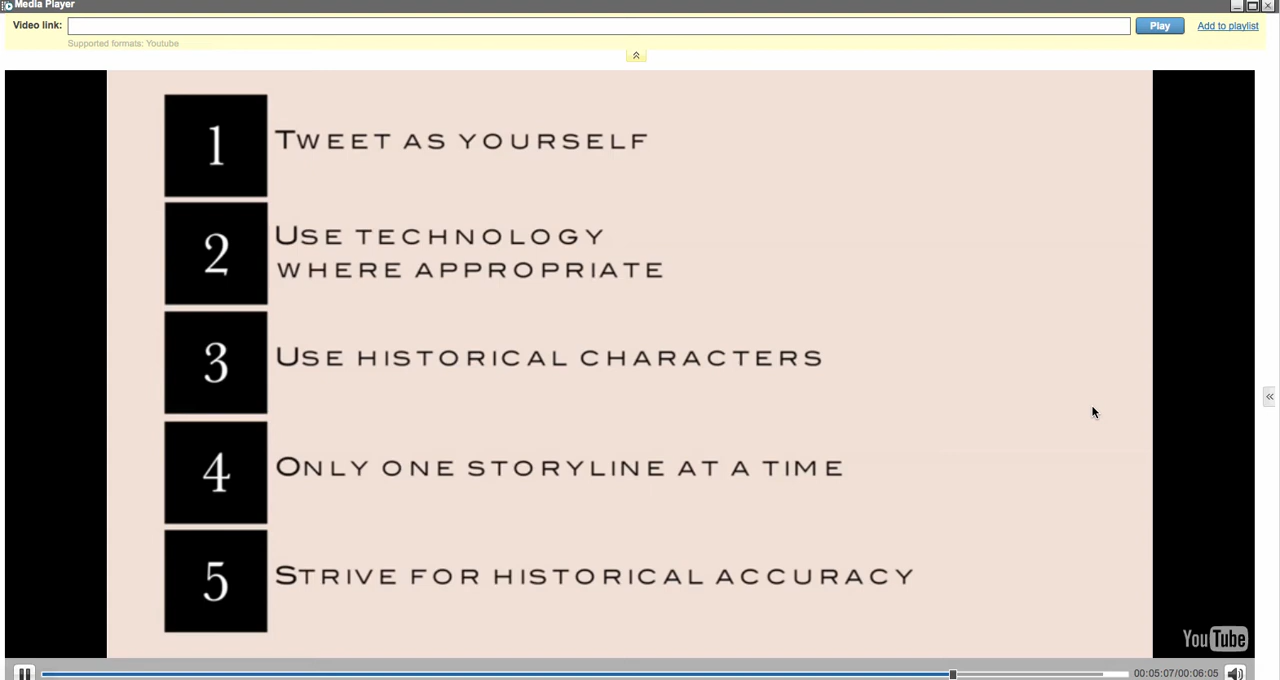 Media Player
Video link:
Play
Add to playlist
Supported formats: Youtube
1 TWEET AS YOURSELF
2 USE TECHNOLOGY
WHERE APPROPRIATE
3 USE HISTORICAL CHARACTERS
4 ONLY ONE STORYLINE AT A TIME
5 STRIVE FOR HISTORICAL ACCURACY
YouTube
00:05:07/00:06:05